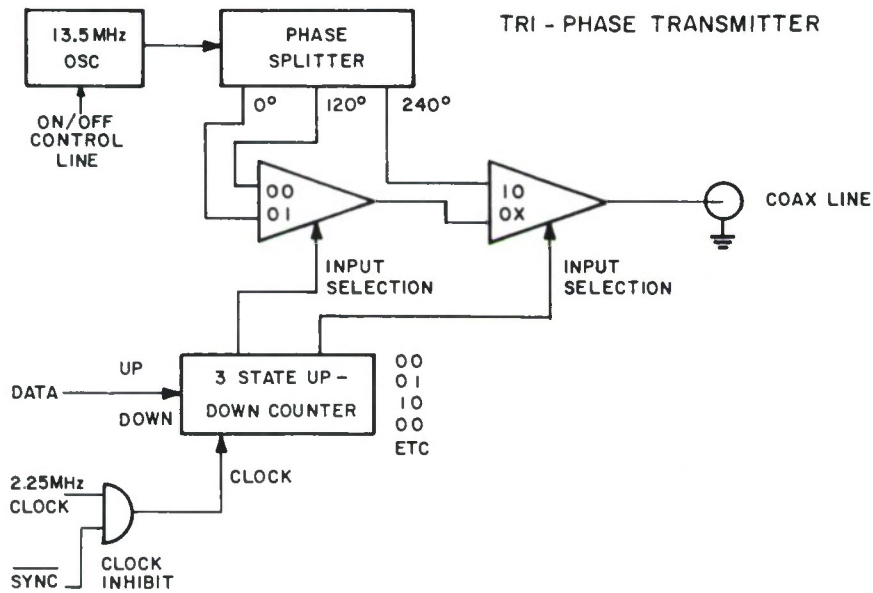 TRI - PHASE TRANSMITTER
13.5 MHz
OSC
PHASE
SPLITTER
ON/OFF
CONTROL
LINE
0°
120°
240°
00
01
10
0X
COAX LINE
INPUT
SELECTION
INPUT
SELECTION
DATA
UP
DOWN
3 STATE UP -
DOWN COUNTER
00
01
10
00
ETC
CLOCK
2.25MHz
CLOCK
SYNC
CLOCK
INHIBIT